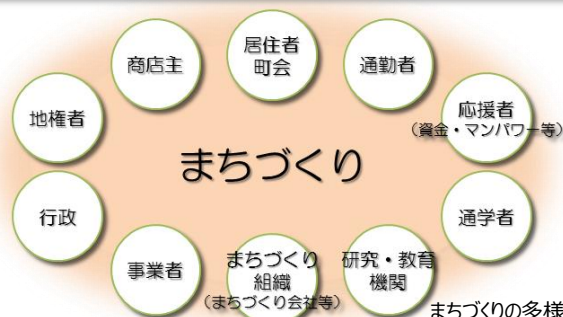 商店主
居住者
町会
通勤者
地権者
応援者
（資金・マンパワー等）
まちづくり
行政
通学者
事業者
まちづくり
組織
（まちづくり会社等）
研究・教育
機関
まちづくりの多様